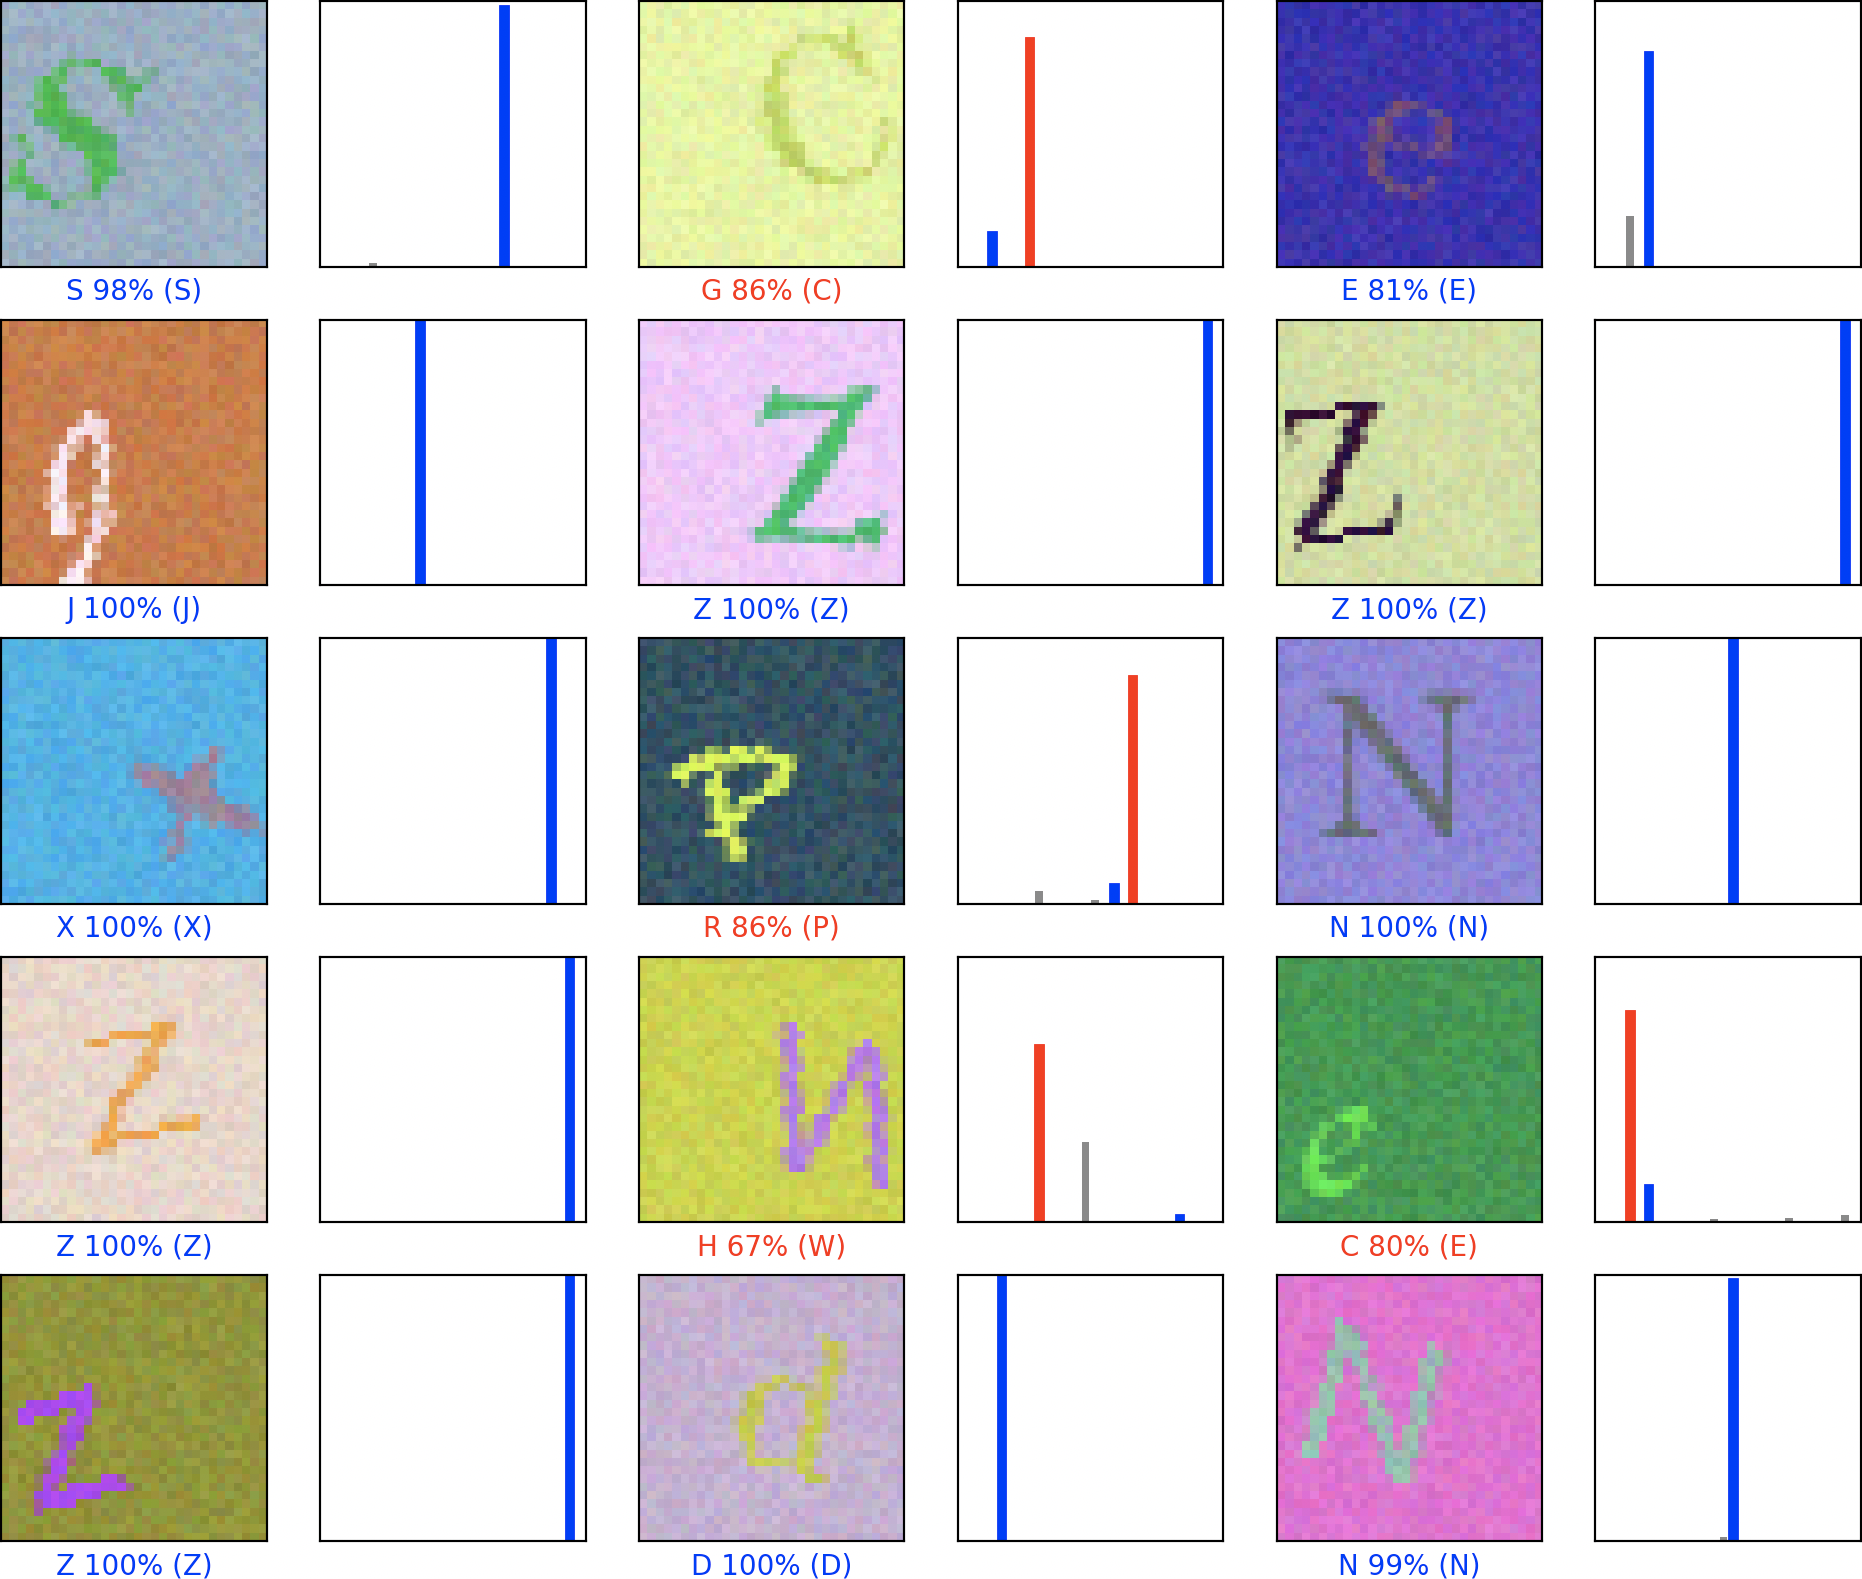 S C e
S 98% (S) G 86% (C) E 81% (E)
J Z Z
J 100% (J) Z 100% (Z) Z 100% (Z)
x P N
X 100% (X) R 86% (P) N 100% (N)
Z e
Z 100% (Z) H 67% (W) C 80% (E)
Z d N
Z 100% (Z) D 100% (D) N 99% (N)